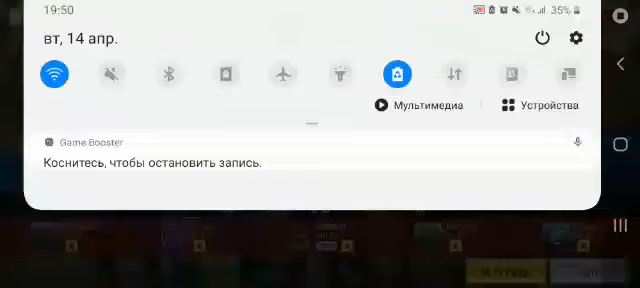 19:50
35%
вт, 14 апр.
Мультимедиа
Устройства
Game Booster
Коснитесь, чтобы остановить запись.